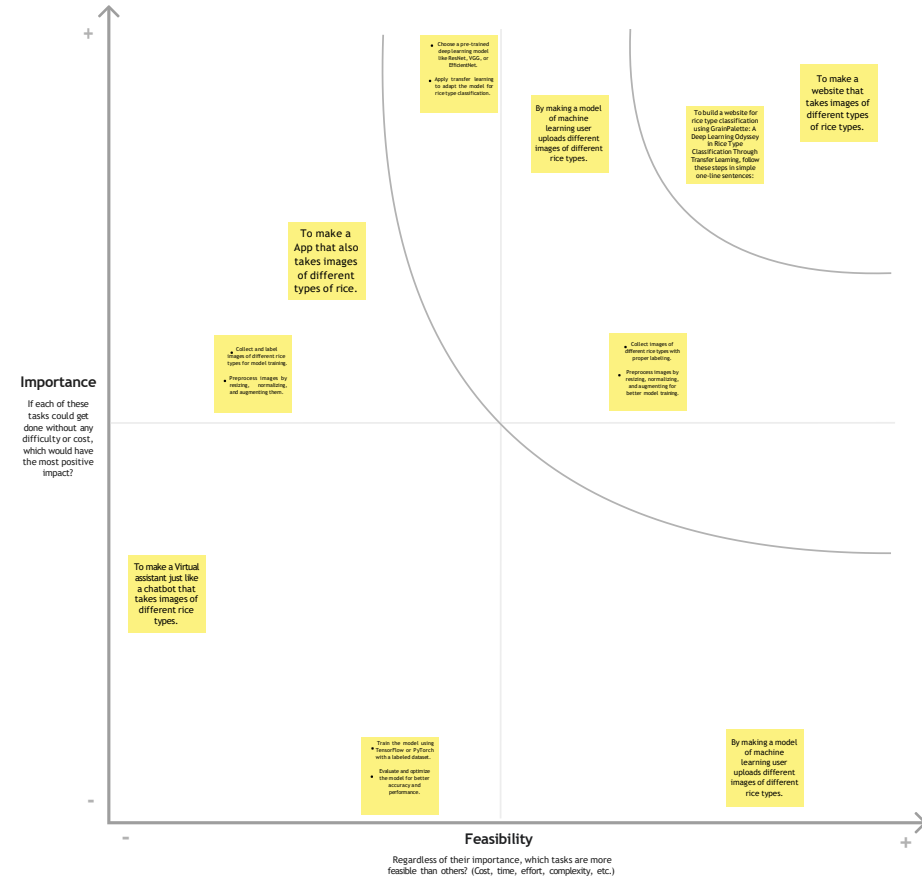 +
• Choose a pre-trained
deep learning model
like ResNet, VGG, or
EfficientNet.
• Apply transfer learning
to adapt the model for
rice type classification.
By making a model
of machine
learning user
uploads different
images of different
rice types.
To build a website for
rice type classification
using GrainPalette: A
Deep Learning Odyssey
in Rice Type
Classification Through
Transfer Learning, follow
these steps in simple
one-line sentences:
To make a
website that
takes images of
different types
of rice types.
To make a
App that also
takes images
of different
types of rice.
• Collect and label
images of different rice
types for model training.
• Preprocess images by
resizing, normalizing,
and augmenting them.
• Collect images of
different rice types with
proper labeling.
• Preprocess images by
resizing, normalizing,
and augmenting for
better model training.
Importance
If each of these
tasks could get
done without any
difficulty or cost,
which would have
the most positive
impact?
To make a Virtual
assistant just like
a chatbot that
takes images of
different rice
types.
• Train the model using
TensorFlow or PyTorch
with a labeled dataset.
• Evaluate and optimize
the model for better
accuracy and
performance.
By making a model
of machine
learning user
uploads different
images of different
rice types.
-
-
Feasibility
+
Regardless of their importance, which tasks are more
feasible than others? (Cost, time, effort, complexity, etc.)